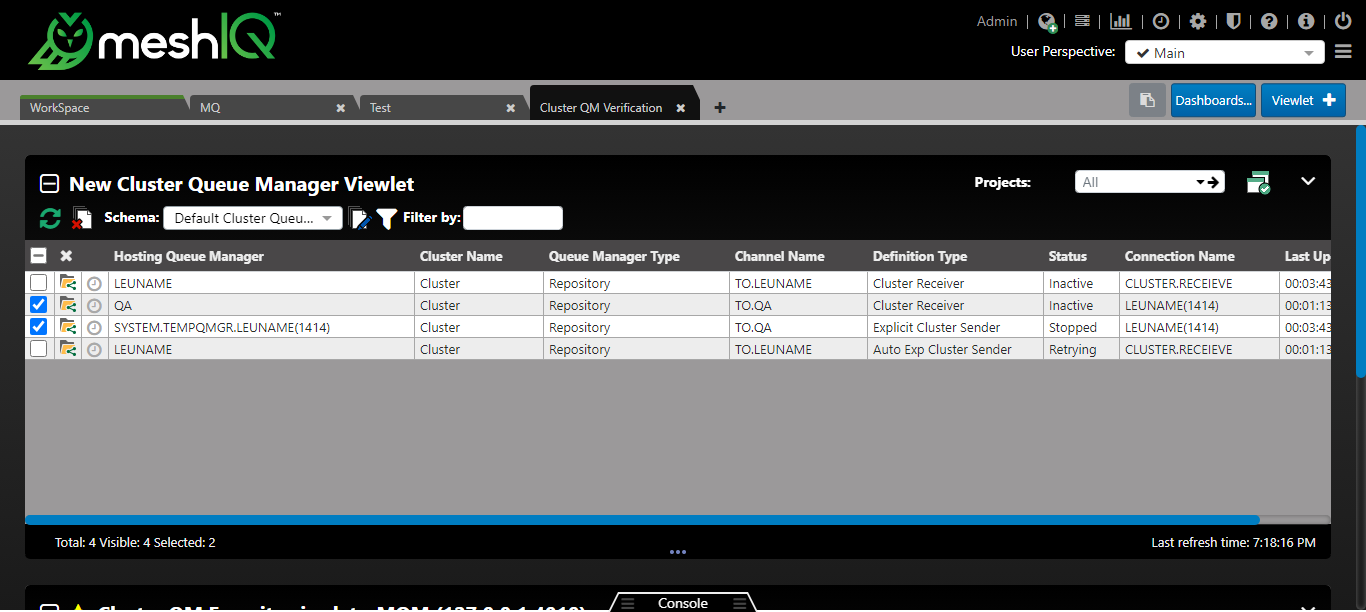 meshIQ™
Admin
User Perspective: Main
WorkSpace MQ Test Cluster QM Verification Dashboards... Viewlet
New Cluster Queue Manager Viewlet Projects: All
Schema: Default Cluster Queu... Filter by:
Hosting Queue Manager Cluster Name Queue Manager Type Channel Name Definition Type Status Connection Name Last Up
LEUNAME Cluster Repository TO.LEUNAME Cluster Receiver Inactive CLUSTER.RECEIEVE 00:03:43
QA Cluster Repository TO.QA Cluster Receiver Inactive LEUNAME(1414) 00:01:13
SYSTEM.TEMPQMGR.LEUNAME(1414) Cluster Repository TO.QA Explicit Cluster Sender Stopped LEUNAME(1414) 00:03:43
LEUNAME Cluster Repository TO.LEUNAME Auto Exp Cluster Sender Retrying CLUSTER.RECEIEVE 00:01:13
Total: 4 Visible: 4 Selected: 2 Last refresh time: 7:18:16 PM
Console